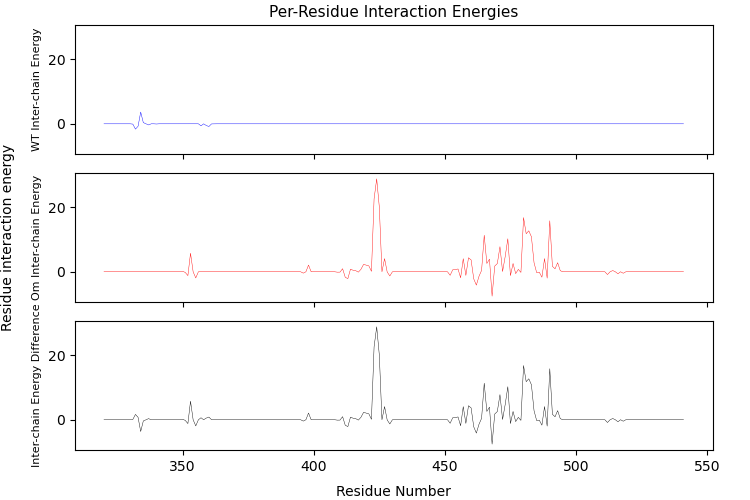 Per-Residue Interaction Energies
Residue interaction energy
WT Inter-chain Energy
20
0
Om Inter-chain Energy
20
0
Inter-chain Energy Difference
20
0
350
400
450
500
550
Residue Number